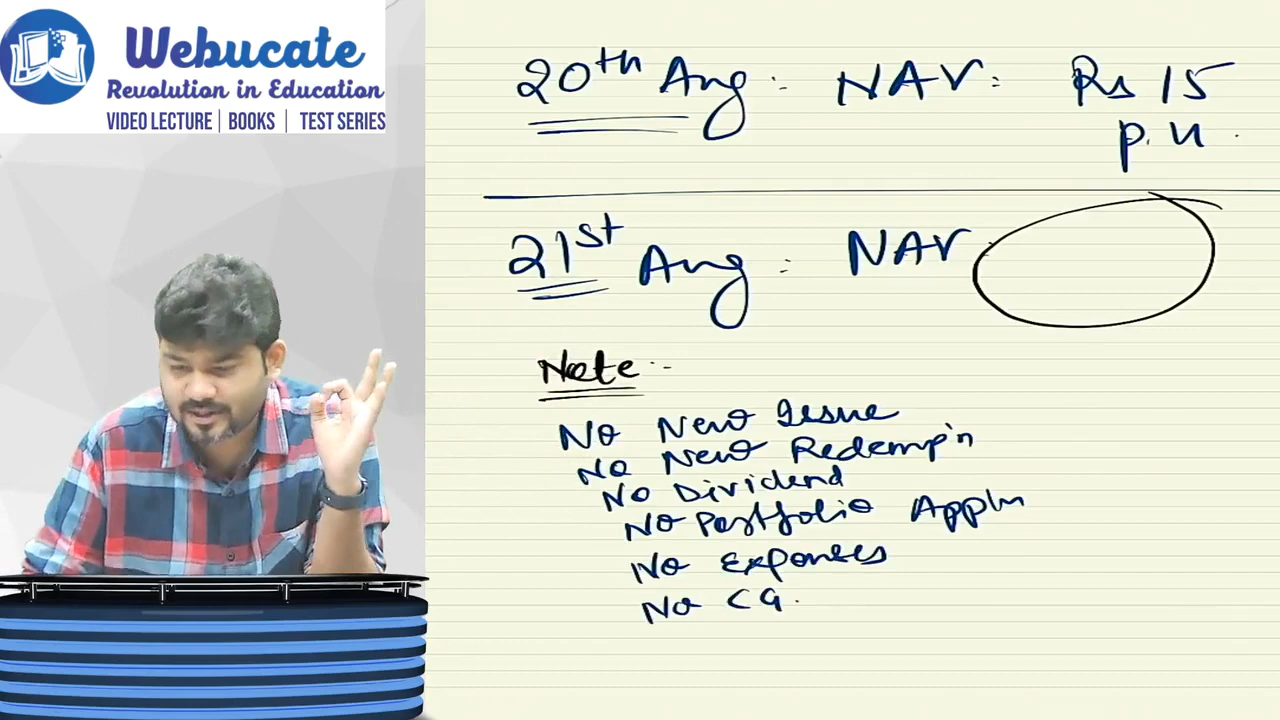 Webucate
Revolution in Education
VIDEO LECTURE | BOOKS | TEST SERIES
20th Aug : NAV : Rs 15
p.u.
21st Aug : NAV
Note :-
No New Issue
No New Redemp'n
No Dividend
No Portfolio Appln
No Expenses
No CG.